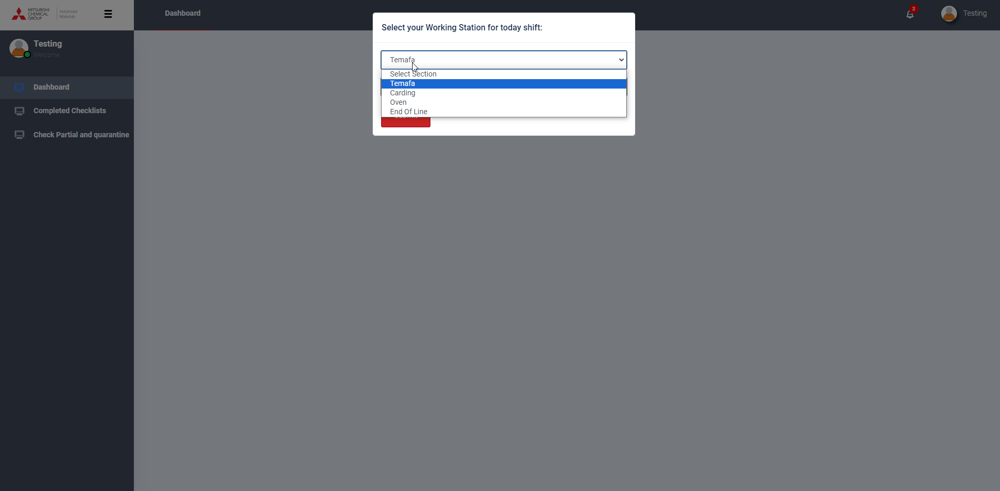 MITSUBISHI
CHEMICAL
GROUP
Advanced
Materials
Dashboard
2
Testing
Testing
Welcome
Dashboard
Completed Checklists
Check Partial and quarantine
Select your Working Station for today shift:
Temafa
Select Section
Temafa
Carding
Oven
End Of Line